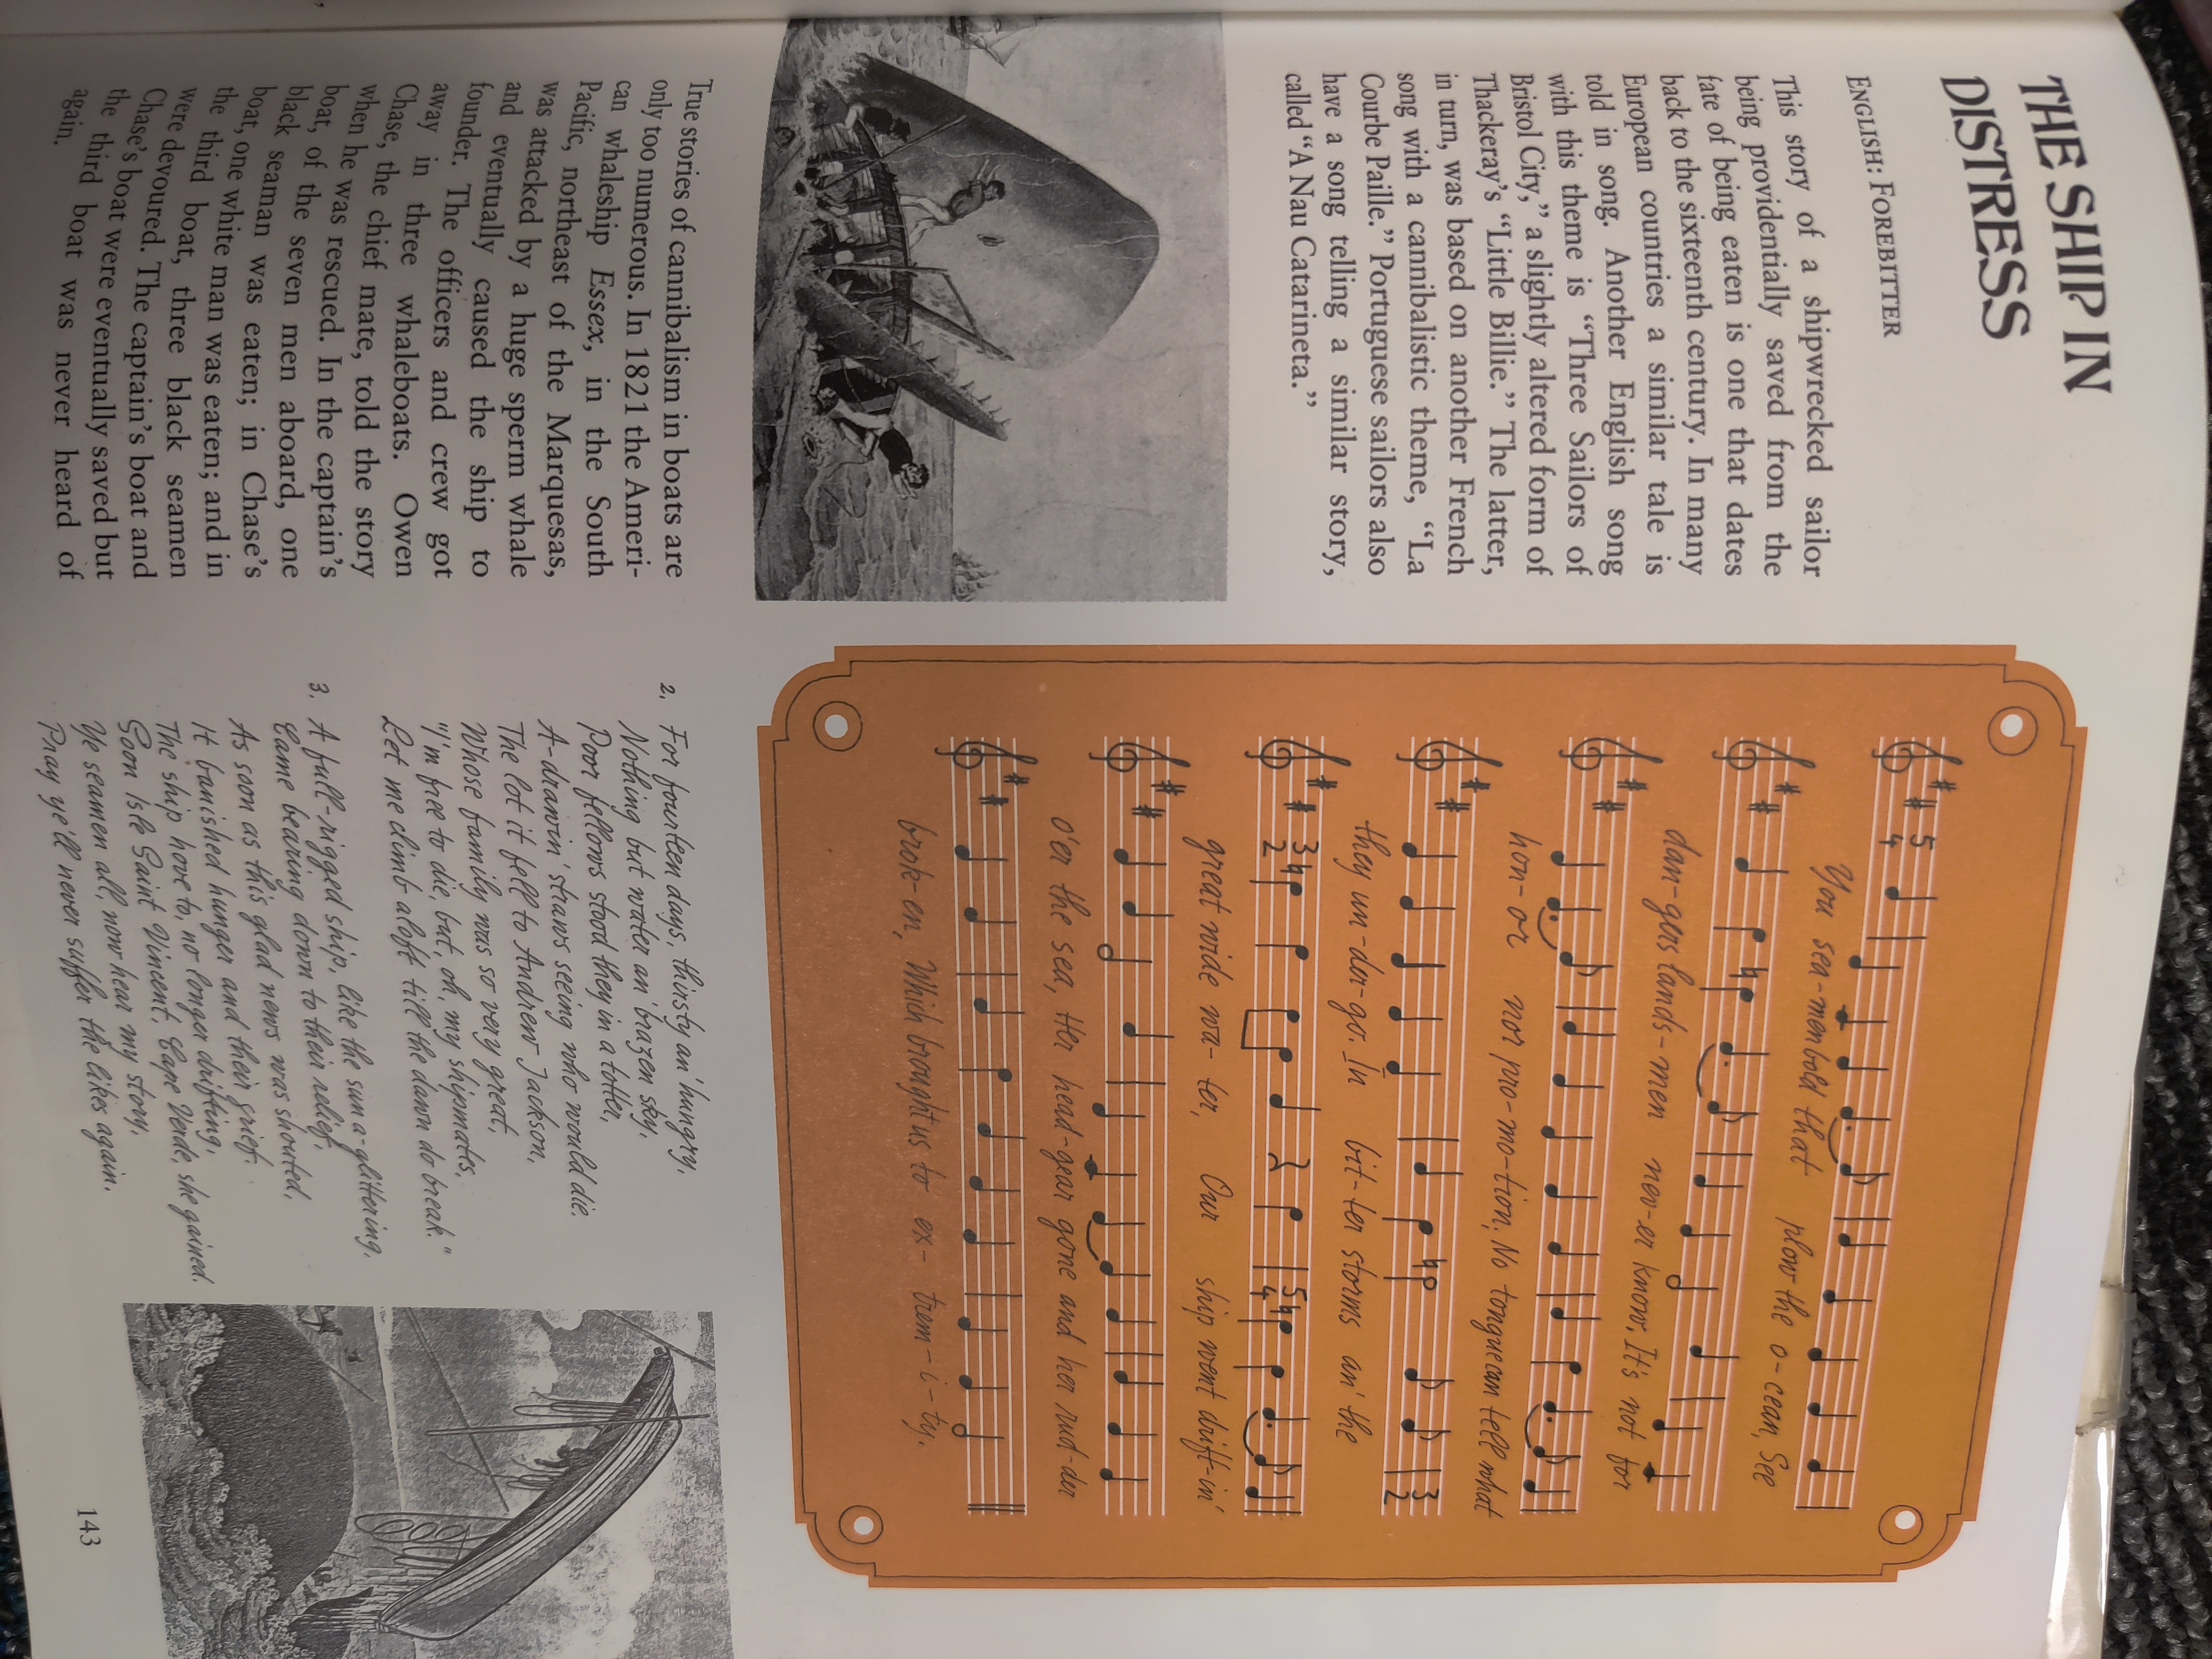 THE SHIP IN
DISTRESS
ENGLISH: FOREBITTER
This story of a shipwrecked sailor
being providentially saved from the
fate of being eaten is one that dates
back to the sixteenth century. In many
European countries a similar tale is
told in song. Another English song
with this theme is “Three Sailors of
Bristol City,” a slightly altered form of
Thackeray's “Little Billie.” The latter,
in turn, was based on another French
song with a cannibalistic theme, “La
Courbe Paille.” Portuguese sailors also
have a song telling a similar story,
called “A Nau Catarineta.”
True stories of cannibalism in boats are
only too numerous. In 1821 the Ameri-
can whaleship Essex, in the South
Pacific, northeast of the Marquesas,
was attacked by a huge sperm whale
and eventually caused the ship to
founder. The officers and crew got
away in three whaleboats. Owen
Chase, the chief mate, told the story
when he was rescued. In the captain's
boat, of the seven men aboard, one
black seaman was eaten; in Chase's
boat, one white man was eaten; and in
the third boat, three black seamen
were devoured. The captain's boat and
Chase's boat were eventually saved but
the third boat was never heard of
again.
5
4
You sea-men bold that plow the o-cean, See
dan-gers lands-men nev-er know. It's not for
hon-or nor pro-mo-tion; No tongue can tell what
they un-der-go. In bit-ter storms an' the
3
2
3
2
5
4
great wide wa-ter, Our ship went drift-in'
o'er the sea, Her head-gear gone and her rud-der
brok-en, Which brought us to ex-trem-i-ty.
2. For fourteen days, thirsty an' hungry,
Nothing but water an' brazen sky,
Poor fellows stood they in a totter,
A-drawin' straws seeing who would die.
The lot it fell to Andrew Jackson,
Whose family was so very great,
"I'm free to die, but, oh, my shipmates,
Let me climb aloft till the dawn do break."
3. A full-rigged ship, like the sun a-glittering,
Came bearing down to their relief,
As soon as this glad news was shouted,
It banished hunger and their grief.
The ship hove to, no longer drifting,
Soon Isle Saint Vincent, Cape Verde, she gained.
Ye seamen all, now hear my story,
Pray ye'll never suffer the likes again.
143